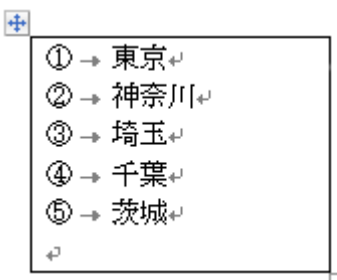 ① → 東京
② → 神奈川
③ → 埼玉
④ → 千葉
⑤ → 茨城